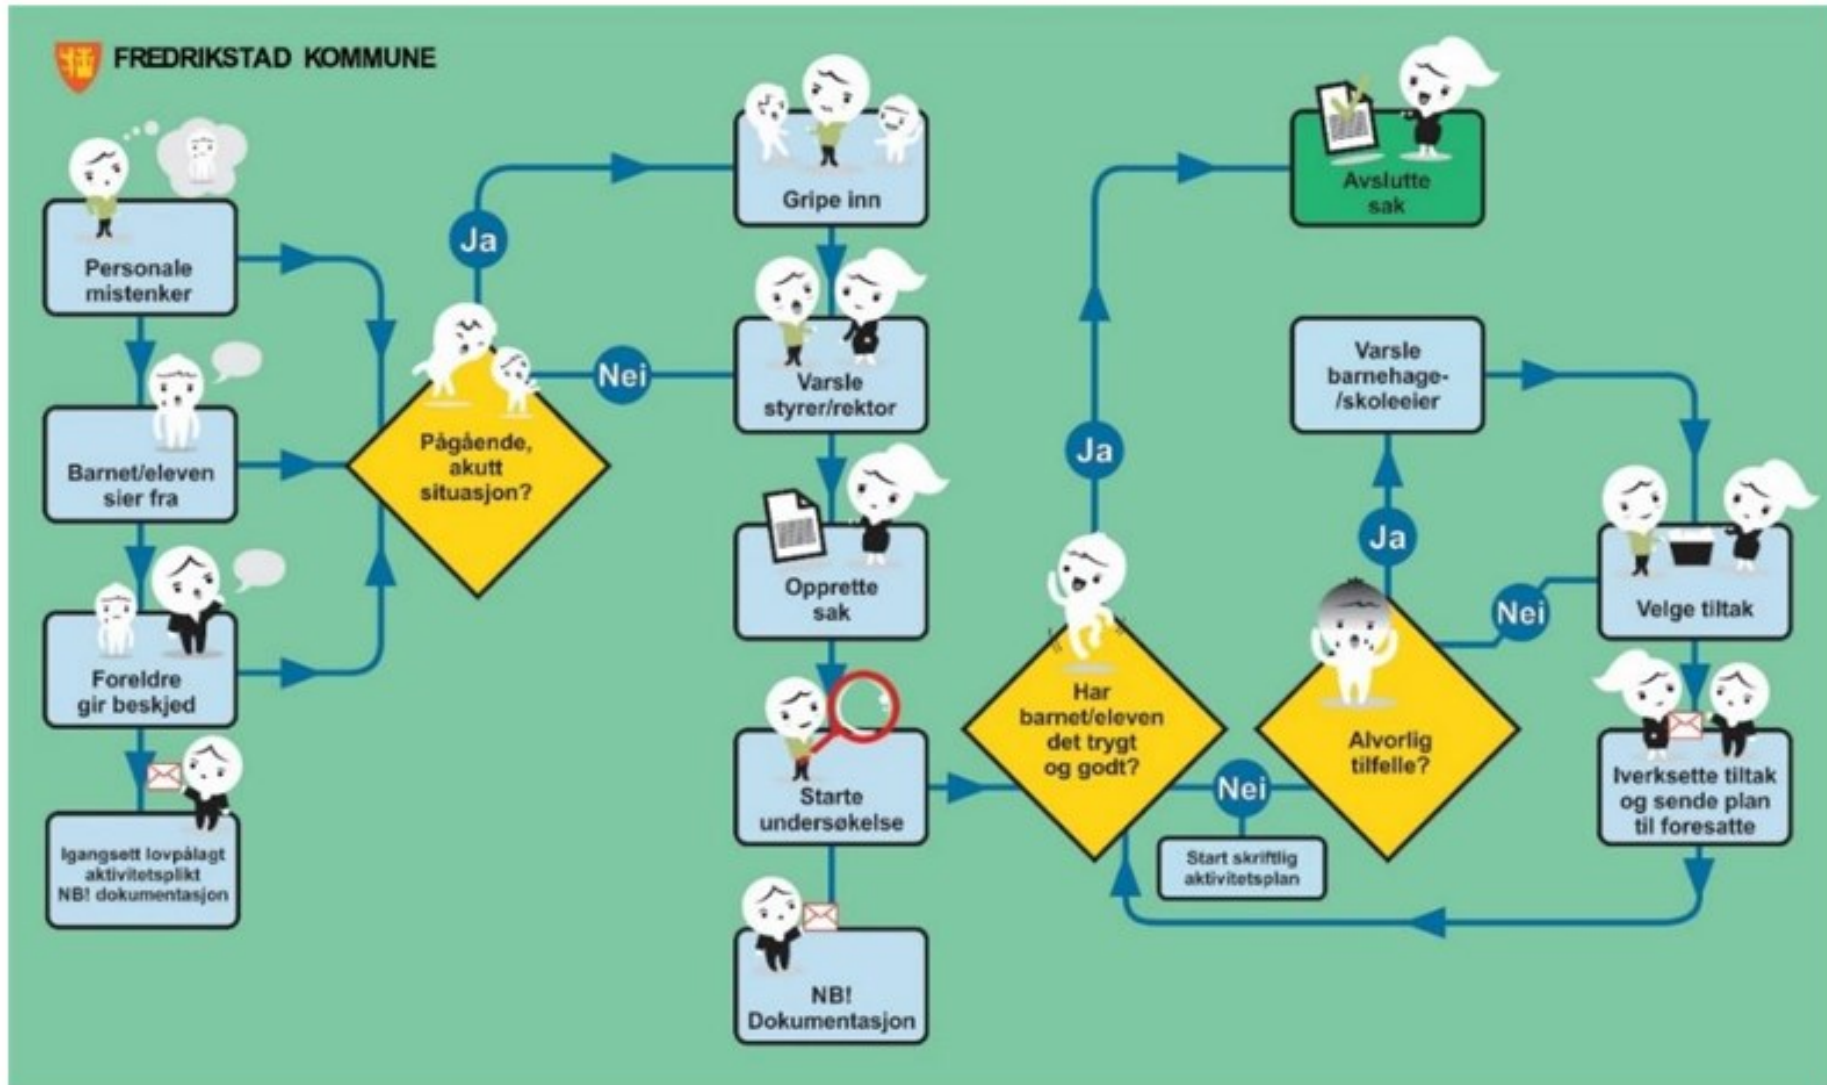 FREDRIKSTAD KOMMUNE
Personale
mistenker
Barnet/eleven
sier fra
Foreldre
gir beskjed
Igangsett lovpålagt
aktivitetsplikt
NB! dokumentasjon
Pågående,
akutt
situasjon?
Ja
Nei
Gripe inn
Varsle
styrer/rektor
Opprette
sak
Starte
undersøkelse
NB!
Dokumentasjon
Har
barnet/eleven
det trygt
og godt?
Ja
Avslutte
sak
Nei
Start skriftlig
aktivitetsplan
Alvorlig
tilfelle?
Ja
Nei
Varsle
barnehage-
/skoleeier
Velge tiltak
Iverksette tiltak
og sende plan
til foresatte